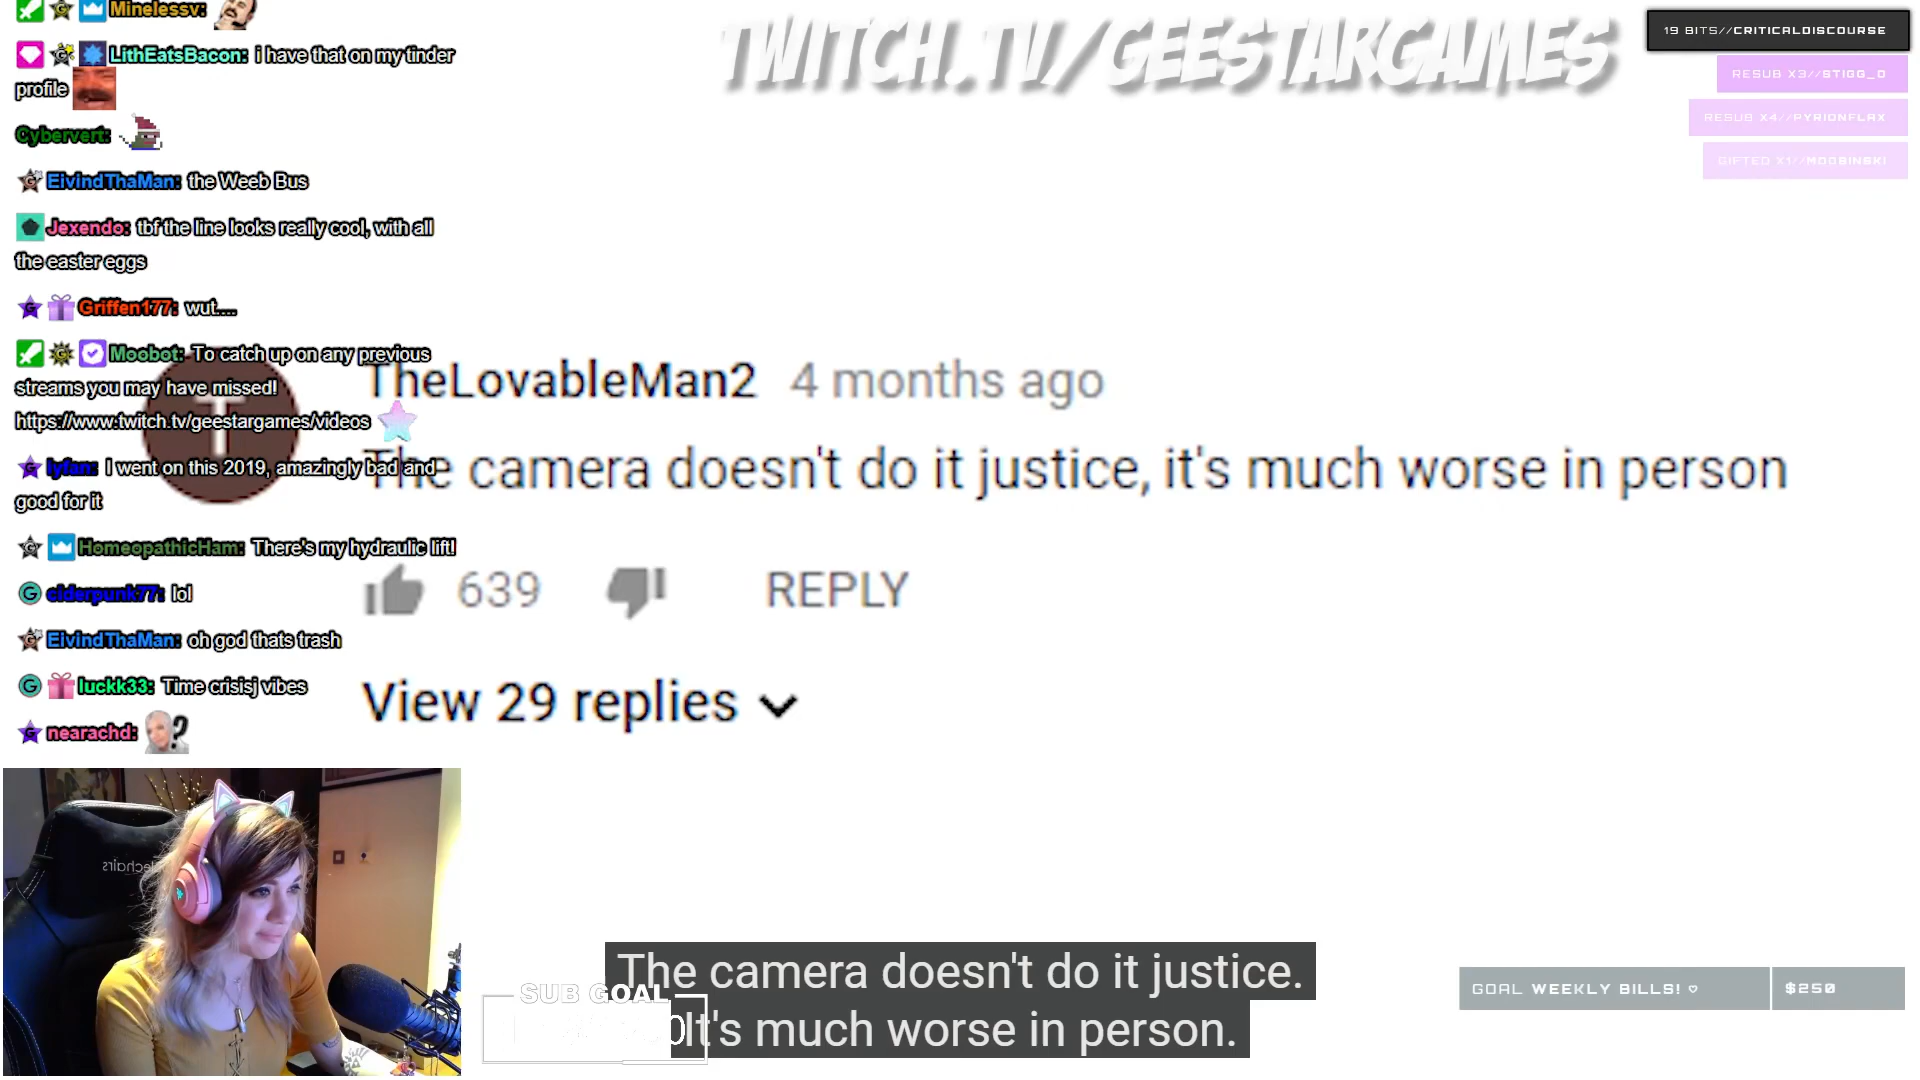 Minelessv:
LithEatsBacon: i have that on my tinder
profile
Cybervert:
EivindThaMan: the Weeb Bus
Jexendo: tbf the line looks really cool, with all
the easter eggs
Griffen177: wut....
Moobot: To catch up on any previous
streams you may have missed!
https://www.twitch.tv/geestargames/videos
lyfan: I went on this 2019, amazingly bad and
good for it
HomeopathicHam: There's my hydraulic lift!
ciderpunk77: lol
EivindThaMan: oh god thats trash
luckk33: Time crisisj vibes
nearachd:
TWITCH.TV/GEESTARGAMES
19 BITS//CRITICALDISCOURSE
RESUB X3//STIGG_O
RESUB X4//PYRIONFLAX
GIFTED X1//MOOBINSKI
T
TheLovableMan2 4 months ago
The camera doesn't do it justice, it's much worse in person
639 REPLY
View 29 replies
The camera doesn't do it justice.
It's much worse in person.
SUB GOAL
GOAL WEEKLY BILLS! $250